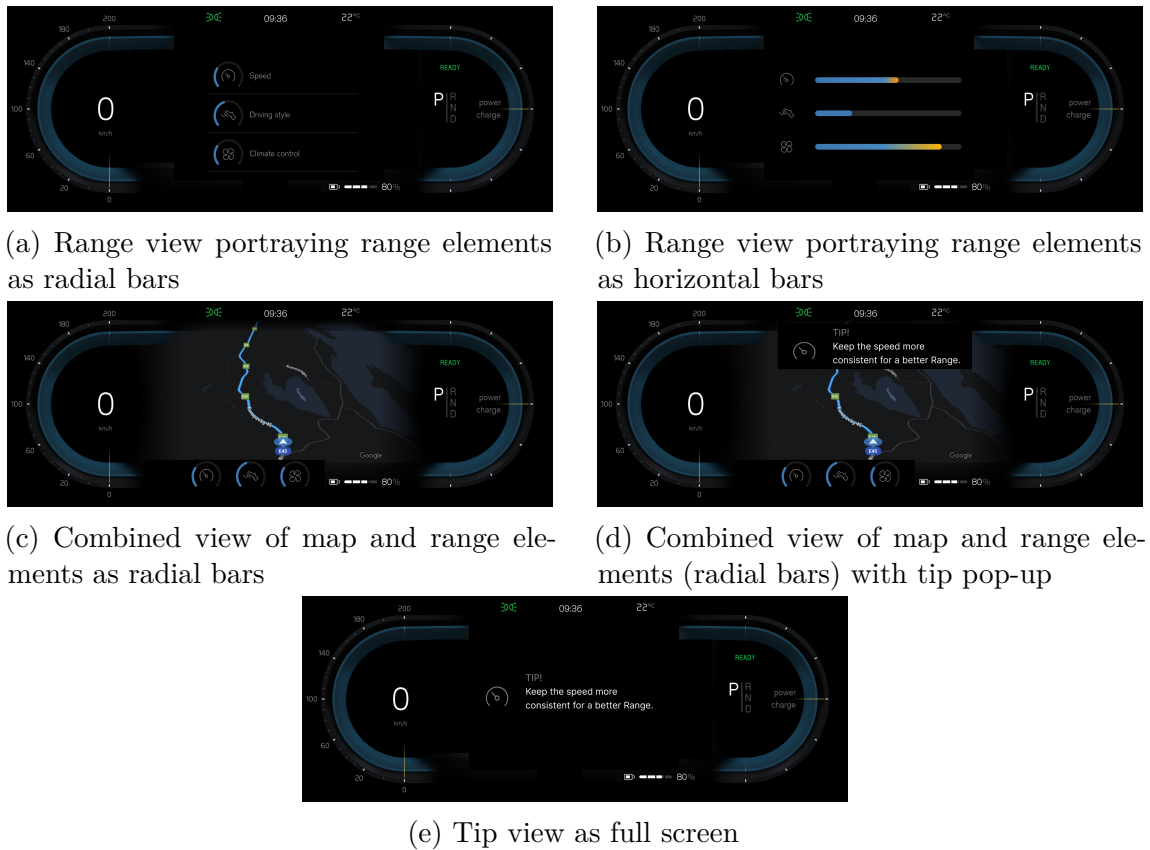 200
09:36
22°C
180
140
READY
Speed
0
P
R
N
D
100
power
Driving style
charge
km/h
60
Climate control
20
80%
0
(a) Range view portraying range elements
as radial bars
200
09:36
22°C
180
140
READY
0
P
R
N
D
100
power
charge
km/h
60
20
80%
0
(b) Range view portraying range elements
as horizontal bars
200
09:36
22°C
180
140
READY
0
P
R
N
D
100
power
charge
km/h
60
E45
Google
20
80%
0
(c) Combined view of map and range ele-
ments as radial bars
200
09:36
22°C
180
TIP!
Keep the speed more
consistent for a better Range.
140
READY
0
P
R
N
D
100
power
charge
km/h
60
E45
Google
20
80%
0
(d) Combined view of map and range ele-
ments (radial bars) with tip pop-up
200
09:36
22°C
180
140
READY
TIP!
Keep the speed more
consistent for a better Range.
0
P
R
N
D
100
power
charge
km/h
60
20
80%
0
(e) Tip view as full screen